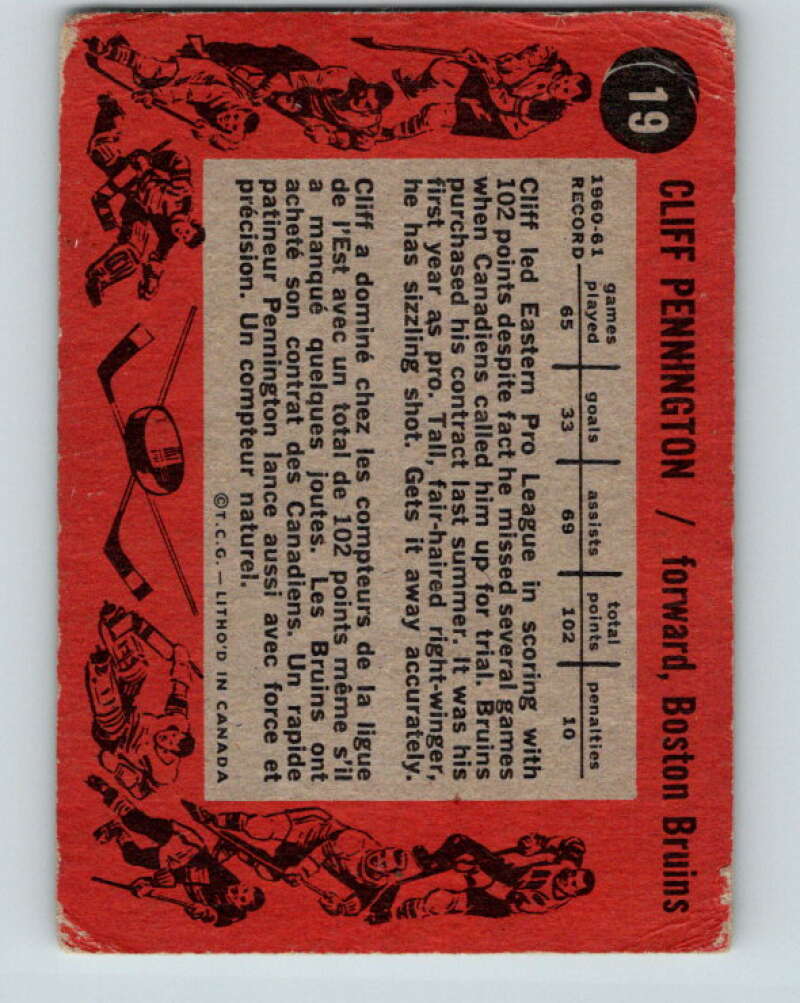 19
CLIFF PENNINGTON / forward, Boston Bruins
games goals assists total penalties
1960-61 played points
RECORD 65 33 69 102 10
Cliff led Eastern Pro League in scoring with
102 points despite fact he missed several games
when Canadiens called him up for trial. Bruins
purchased his contract last summer. It was his
first year as pro. Tall, fair-haired right-winger,
he has sizzling shot. Gets it away accurately.
Cliff a dominé chez les compteurs de la ligue
de l'Est avec un total de 102 points même s'il
a manqué quelques joutes. Les Bruins ont
acheté son contrat des Canadiens. Un rapide
patineur Pennington lance aussi avec force et
précision. Un compteur naturel.
©T.C.G. — LITHO'D IN CANADA